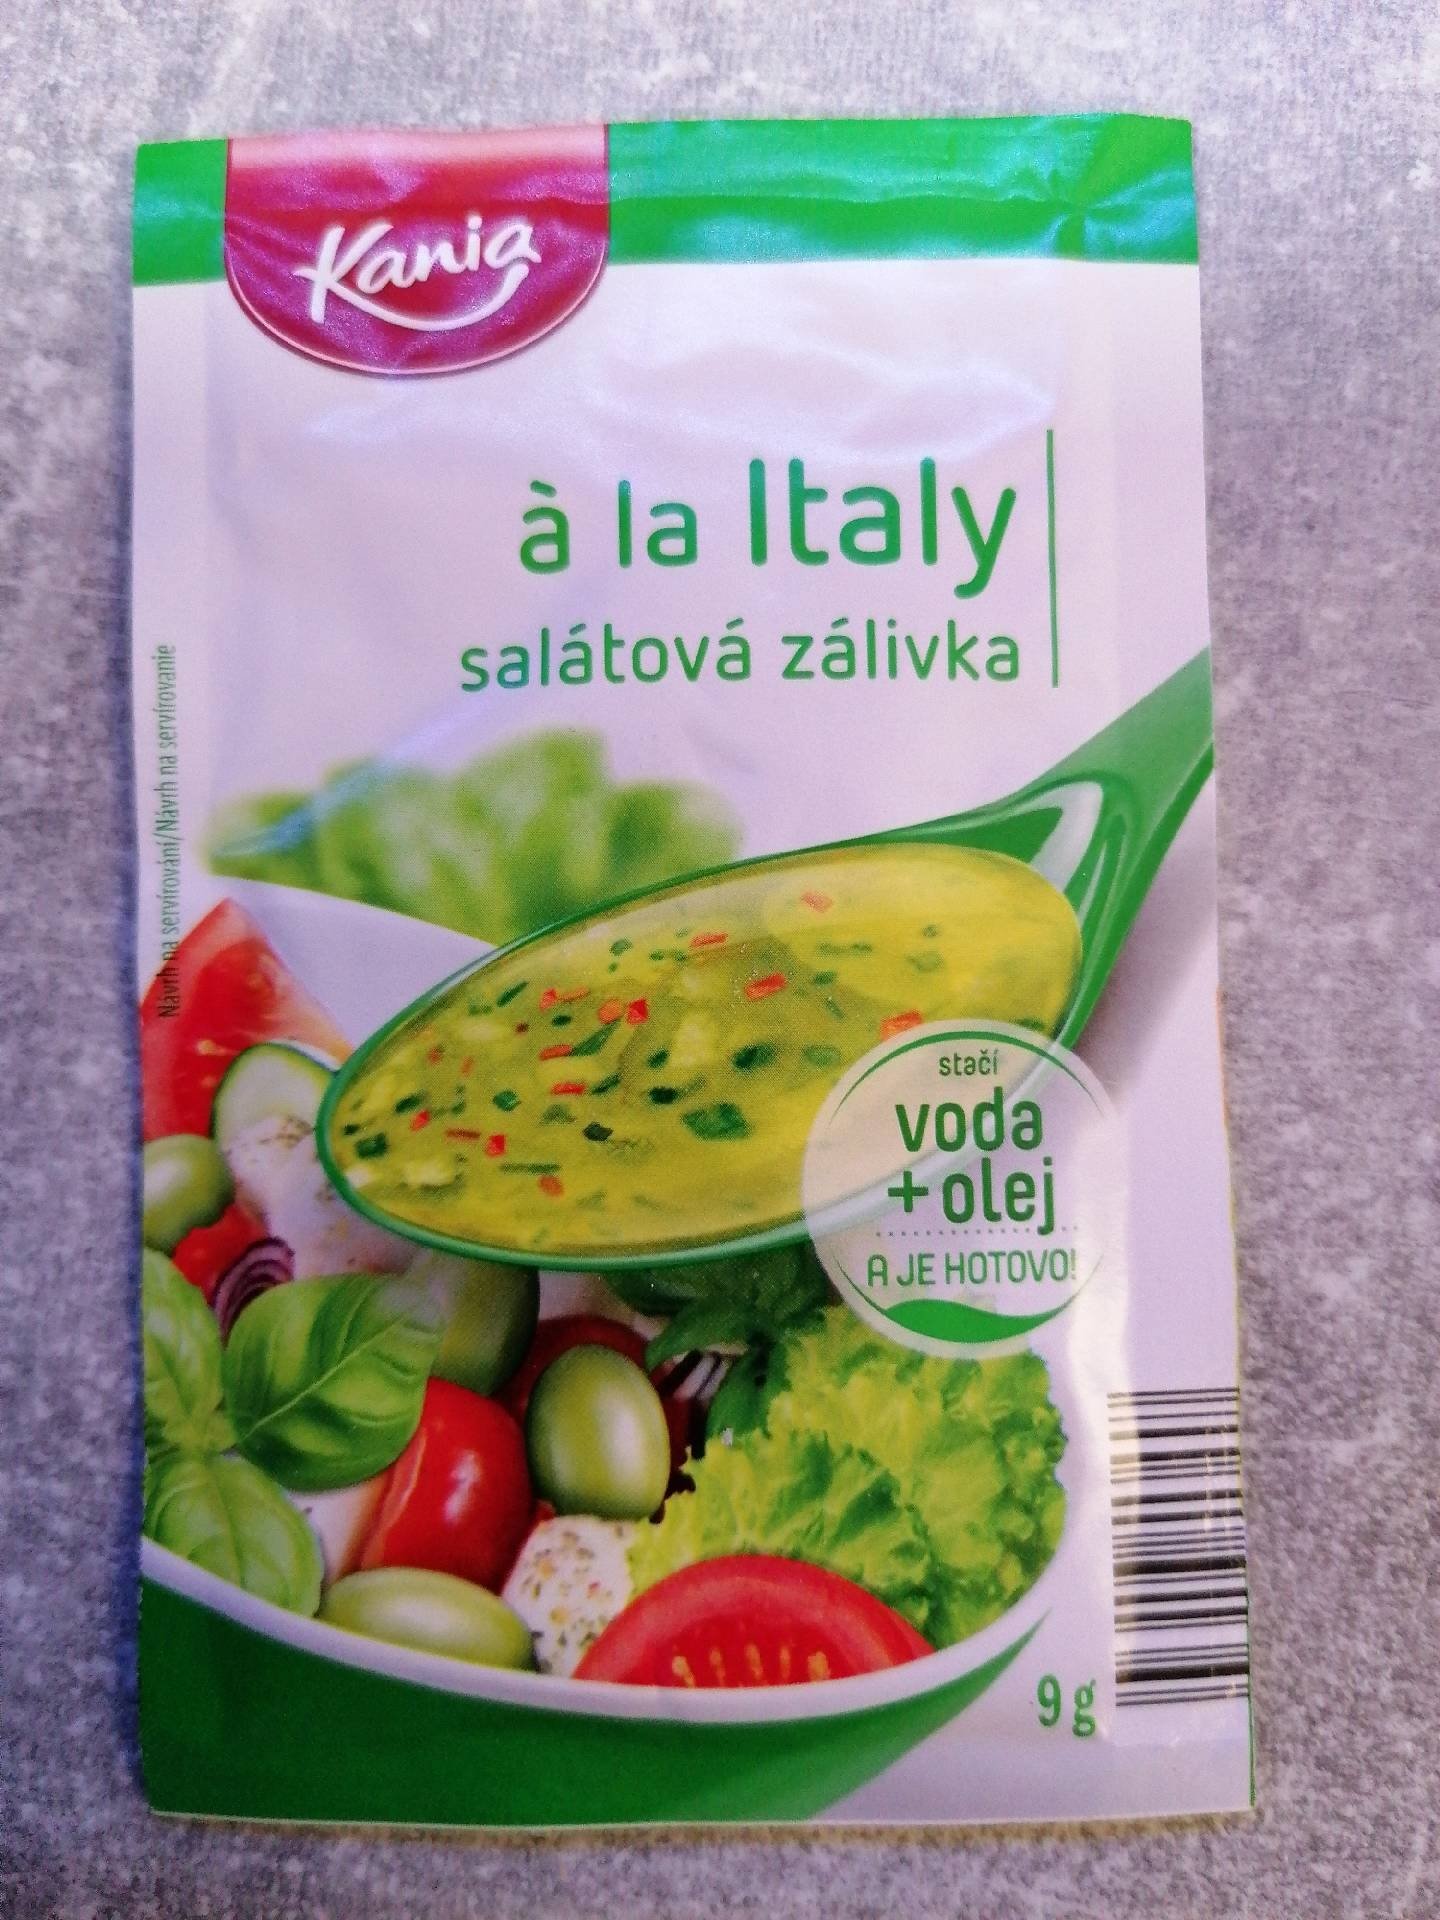 Kania
à la Italy
salátová zálivka
Návrh na servírování/Návrh na servírovanie
stačí
voda
+olej
A JE HOTOVO!
9 g